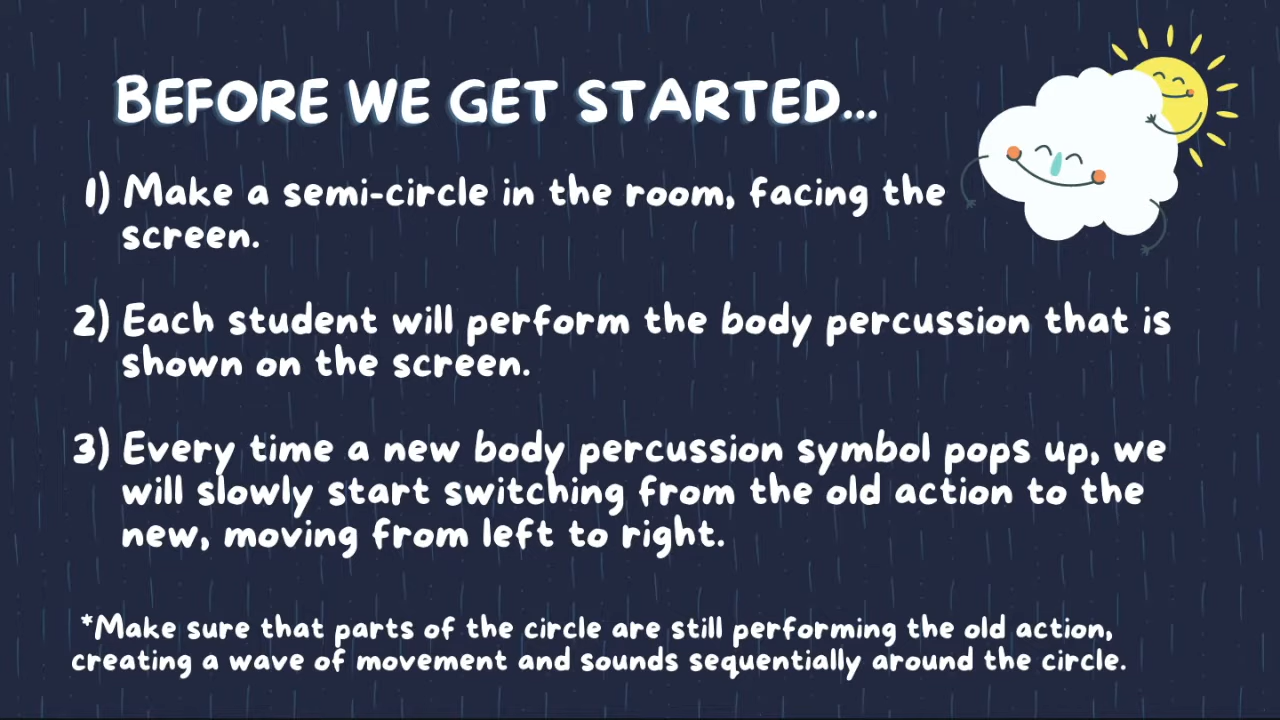 BEFORE WE GET STARTED...
1) Make a semi-circle in the room, facing the
screen.
2) Each student will perform the body percussion that is
shown on the screen.
3) Every time a new body percussion symbol pops up, we
will slowly start switching from the old action to the
new, moving from left to right.
*Make sure that parts of the circle are still performing the old action,
creating a wave of movement and sounds sequentially around the circle.